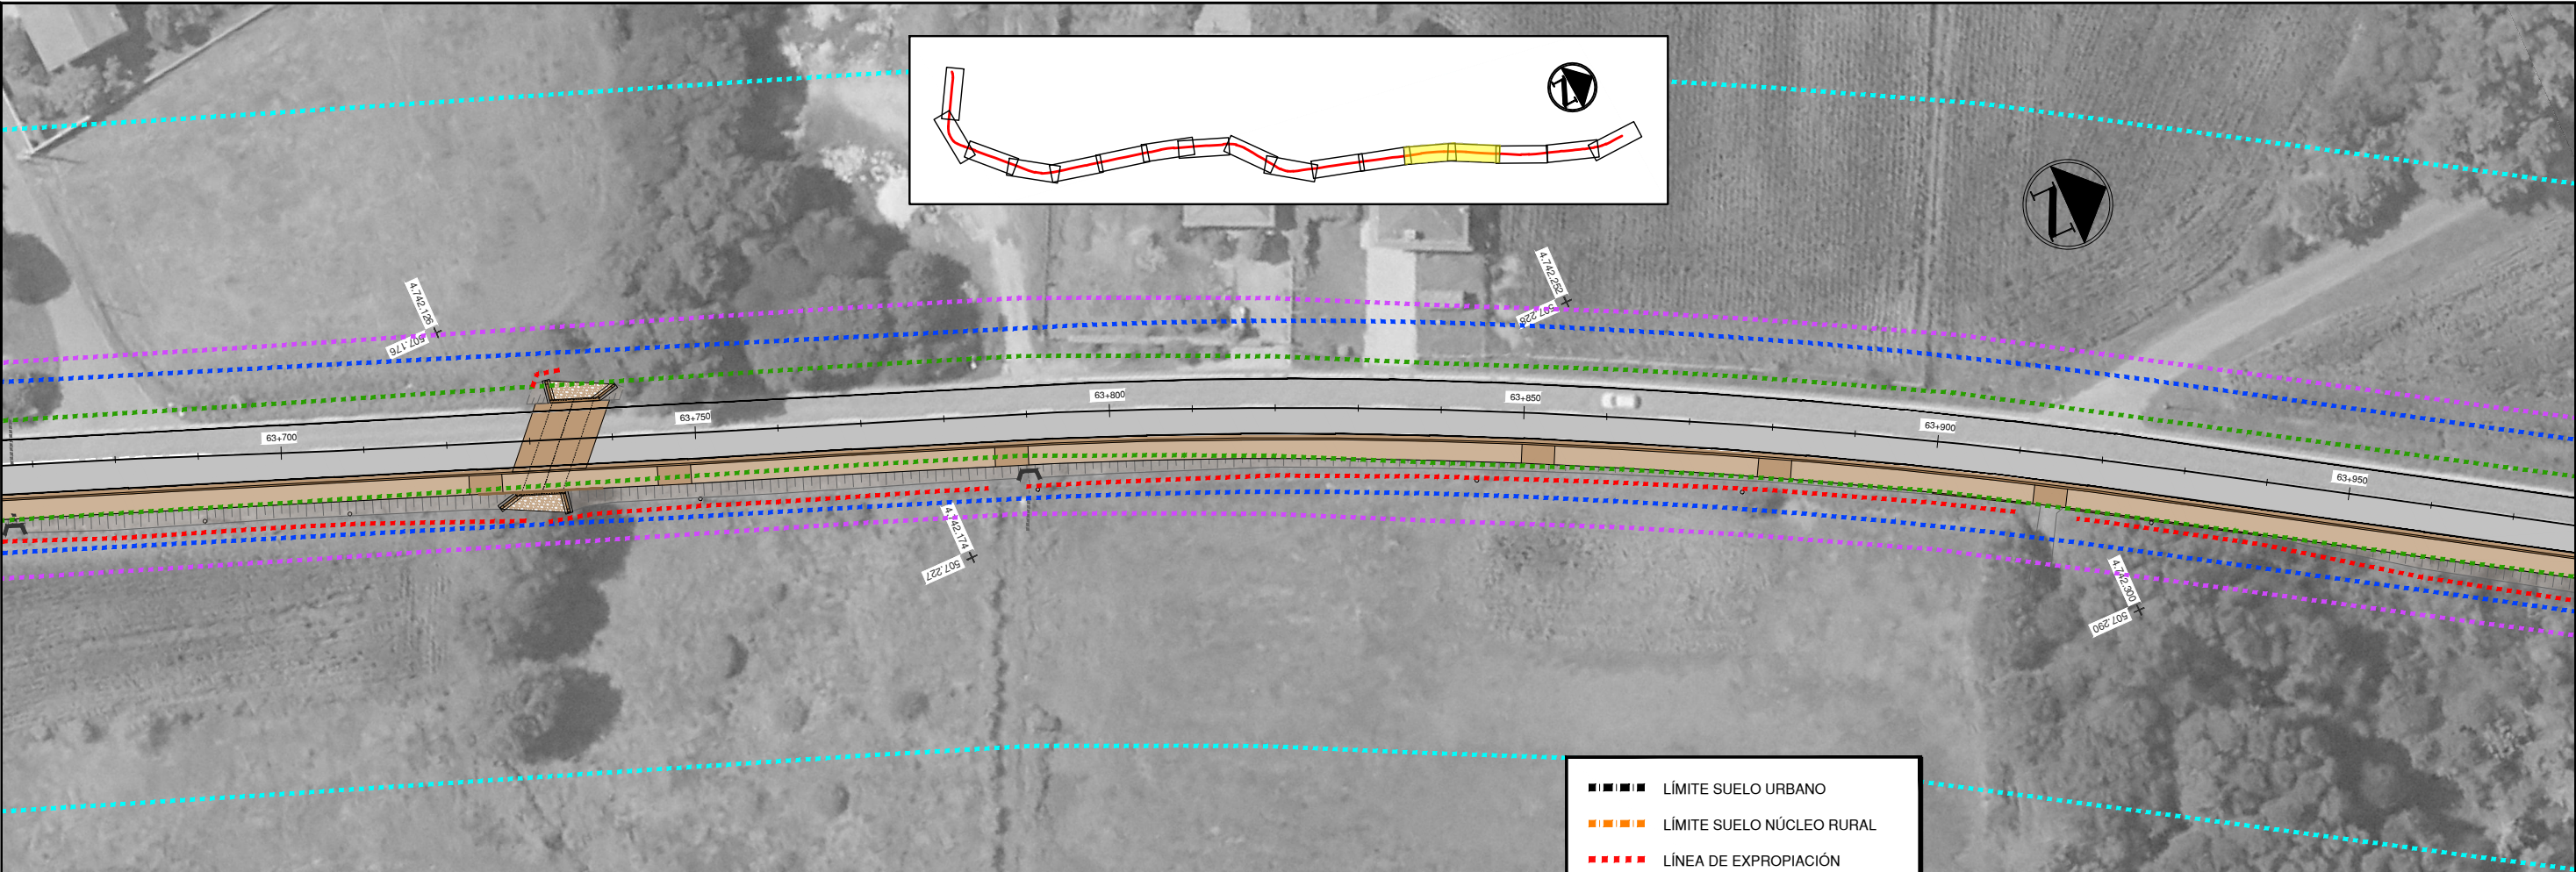 4.742.126
507.176
4.742.252
507.228
63+700
63+750
63+800
63+850
63+900
63+950
4.742.174
507.227
4.742.300
507.290
N
N
LÍMITE SUELO URBANO
LÍMITE SUELO NÚCLEO RURAL
LÍNEA DE EXPROPIACIÓN